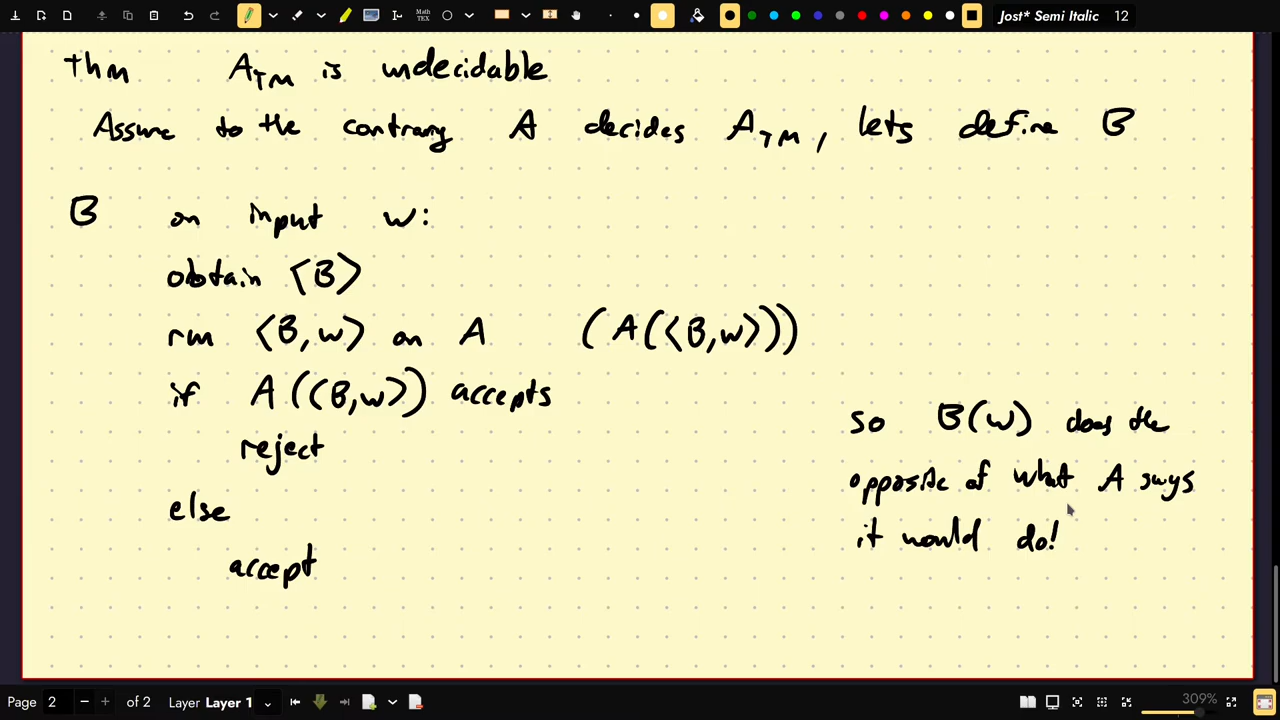 Math
TEX
Jost* Semi Italic 12
Thm A_TM is undecidable
Assume to the contrary A decides A_TM, lets define B
B on input w:
obtain ⟨B⟩
run ⟨B,w⟩ on A (A(⟨B,w⟩))
if A(⟨B,w⟩) accepts
reject
else
accept
so B(w) does the
opposite of what A says
it would do!
Page 2 of 2 Layer Layer 1 309%